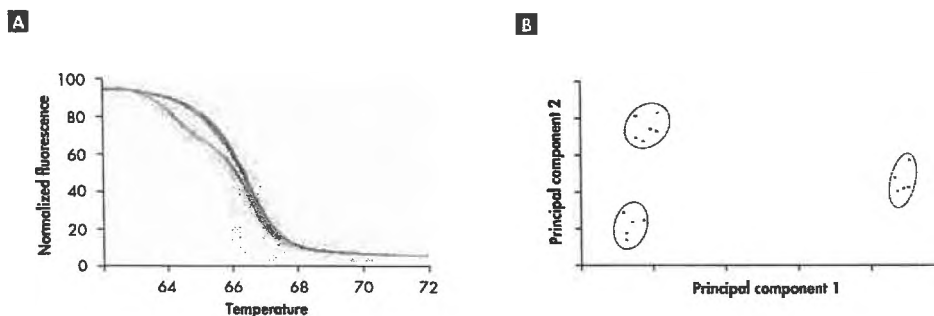 A
B
Normalized fluorescence
100
80
60
40
20
0
64
66
68
70
72
Temperature
Principal component 2
Principal component 1